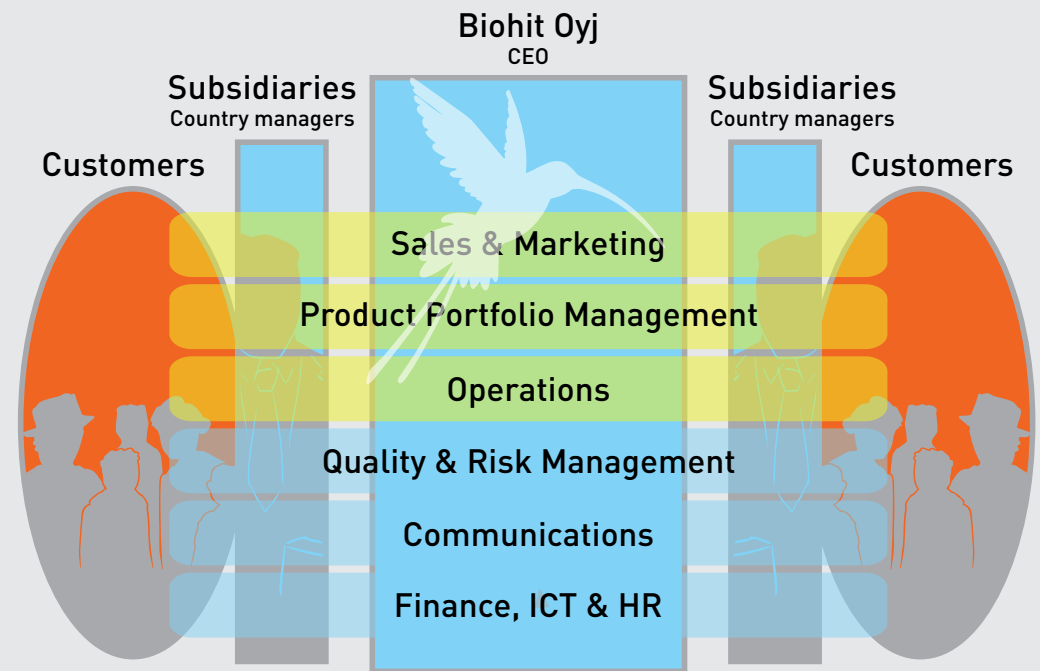 Biohit Oyj
CEO
Subsidiaries
Country managers
Subsidiaries
Country managers
Customers
Customers
Sales & Marketing
Product Portfolio Management
Operations
Quality & Risk Management
Communications
Finance, ICT & HR